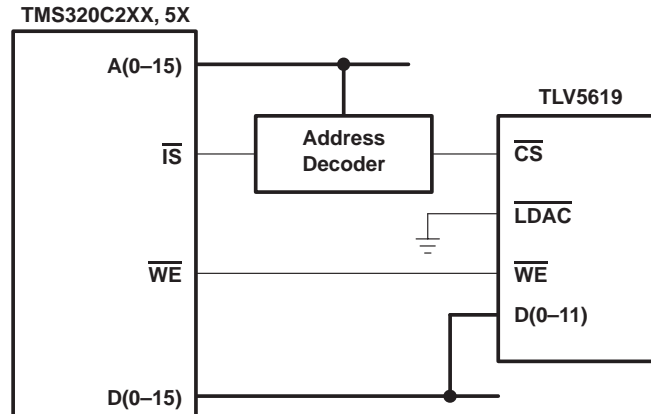 TMS320C2XX, 5X
A(0–15)
TLV5619
Address
Decoder
IS
CS
LDAC
WE
WE
D(0–11)
D(0–15)